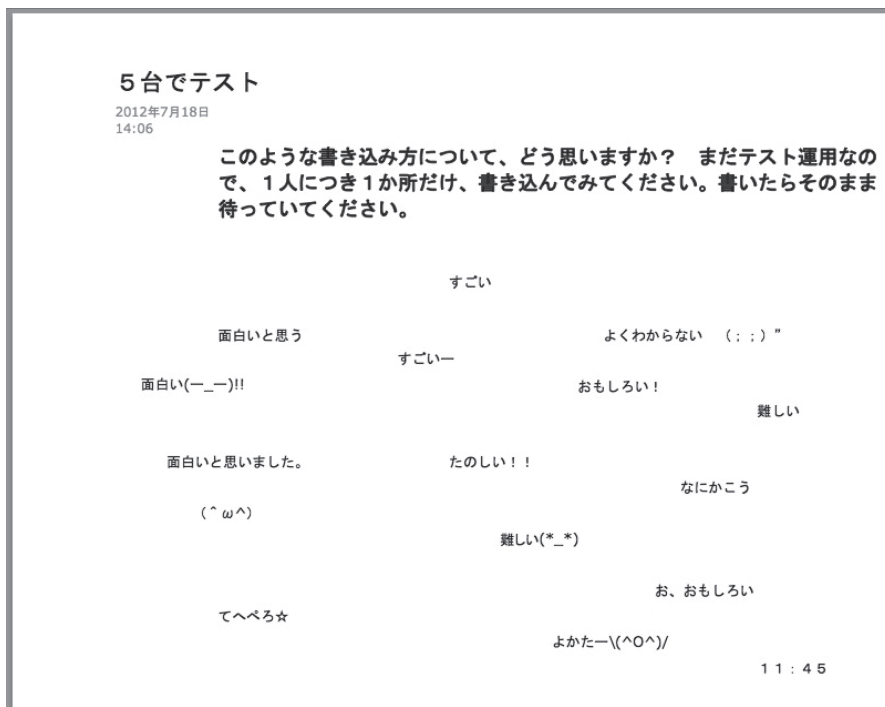 ５台でテスト
2012年7月18日
14:06
このような書き込み方について、どう思いますか？　まだテスト運用なの
で、１人につき１か所だけ、書き込んでみてください。書いたらそのまま
待っていてください。
すごい
面白いと思う
よくわからない　（；；）”
すごいー
面白い(ー_ー)!!
おもしろい！
難しい
面白いと思いました。
たのしい！！
なにかこう
（＾ω^）
難しい(*_*)
お、おもしろい
てへぺろ☆
よかたー\(^O^)/
１１：４５